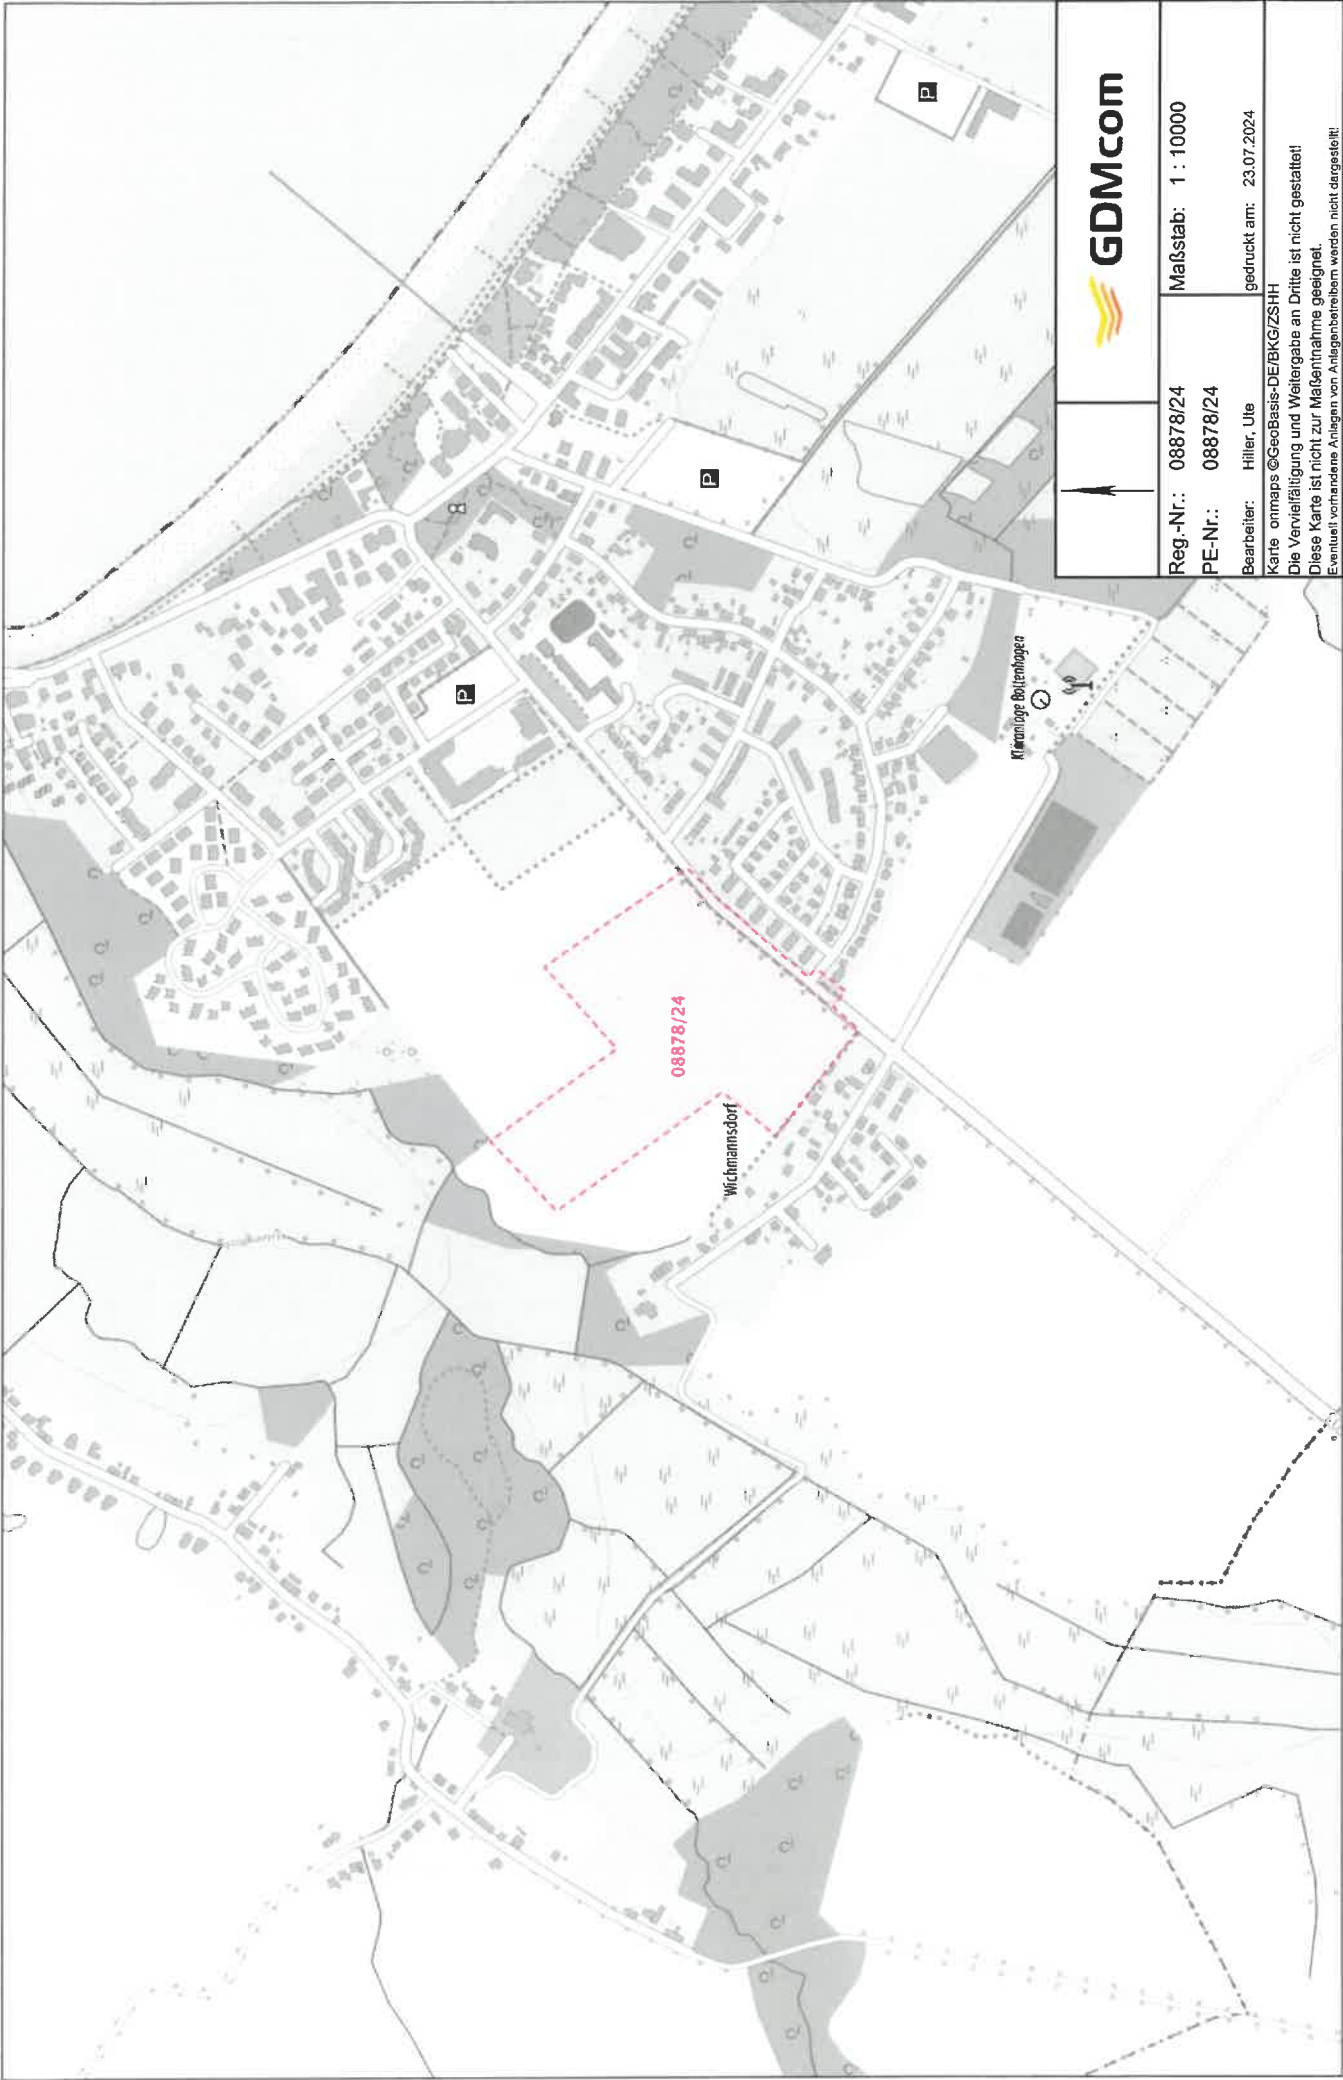 P
P
P
08878/24
Wichmannsdorf
Kläranlage Boltenhagen
GDMcom
Reg.-Nr.: 08878/24
Maßstab: 1 : 10000
PE-Nr.: 08878/24
Bearbeiter: Hiller, Ute
gedruckt am: 23.07.2024
Karte onmaps ©GeoBasis-DE/BKG/ZSHH
Die Vervielfältigung und Weitergabe an Dritte ist nicht gestattet!
Diese Karte ist nicht zur Maßentnahme geeignet.
Eventuell vorhandene Anlagen von Anlagenbetreibern werden nicht dargestellt!